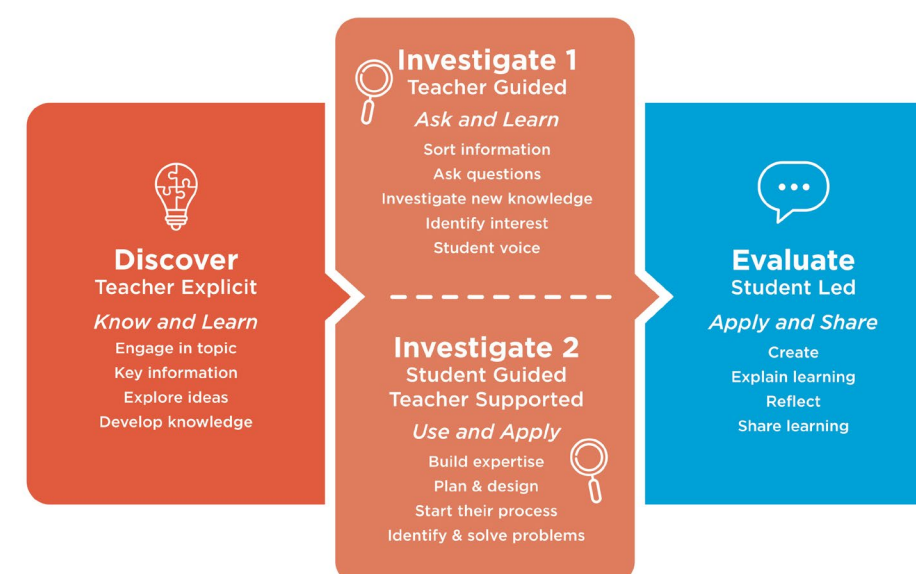 Discover
Teacher Explicit
Know and Learn
Engage in topic
Key information
Explore ideas
Develop knowledge
Investigate 1
Teacher Guided
Ask and Learn
Sort information
Ask questions
Investigate new knowledge
Identify interest
Student voice
Investigate 2
Student Guided
Teacher Supported
Use and Apply
Build expertise
Plan & design
Start their process
Identify & solve problems
Evaluate
Student Led
Apply and Share
Create
Explain learning
Reflect
Share learning